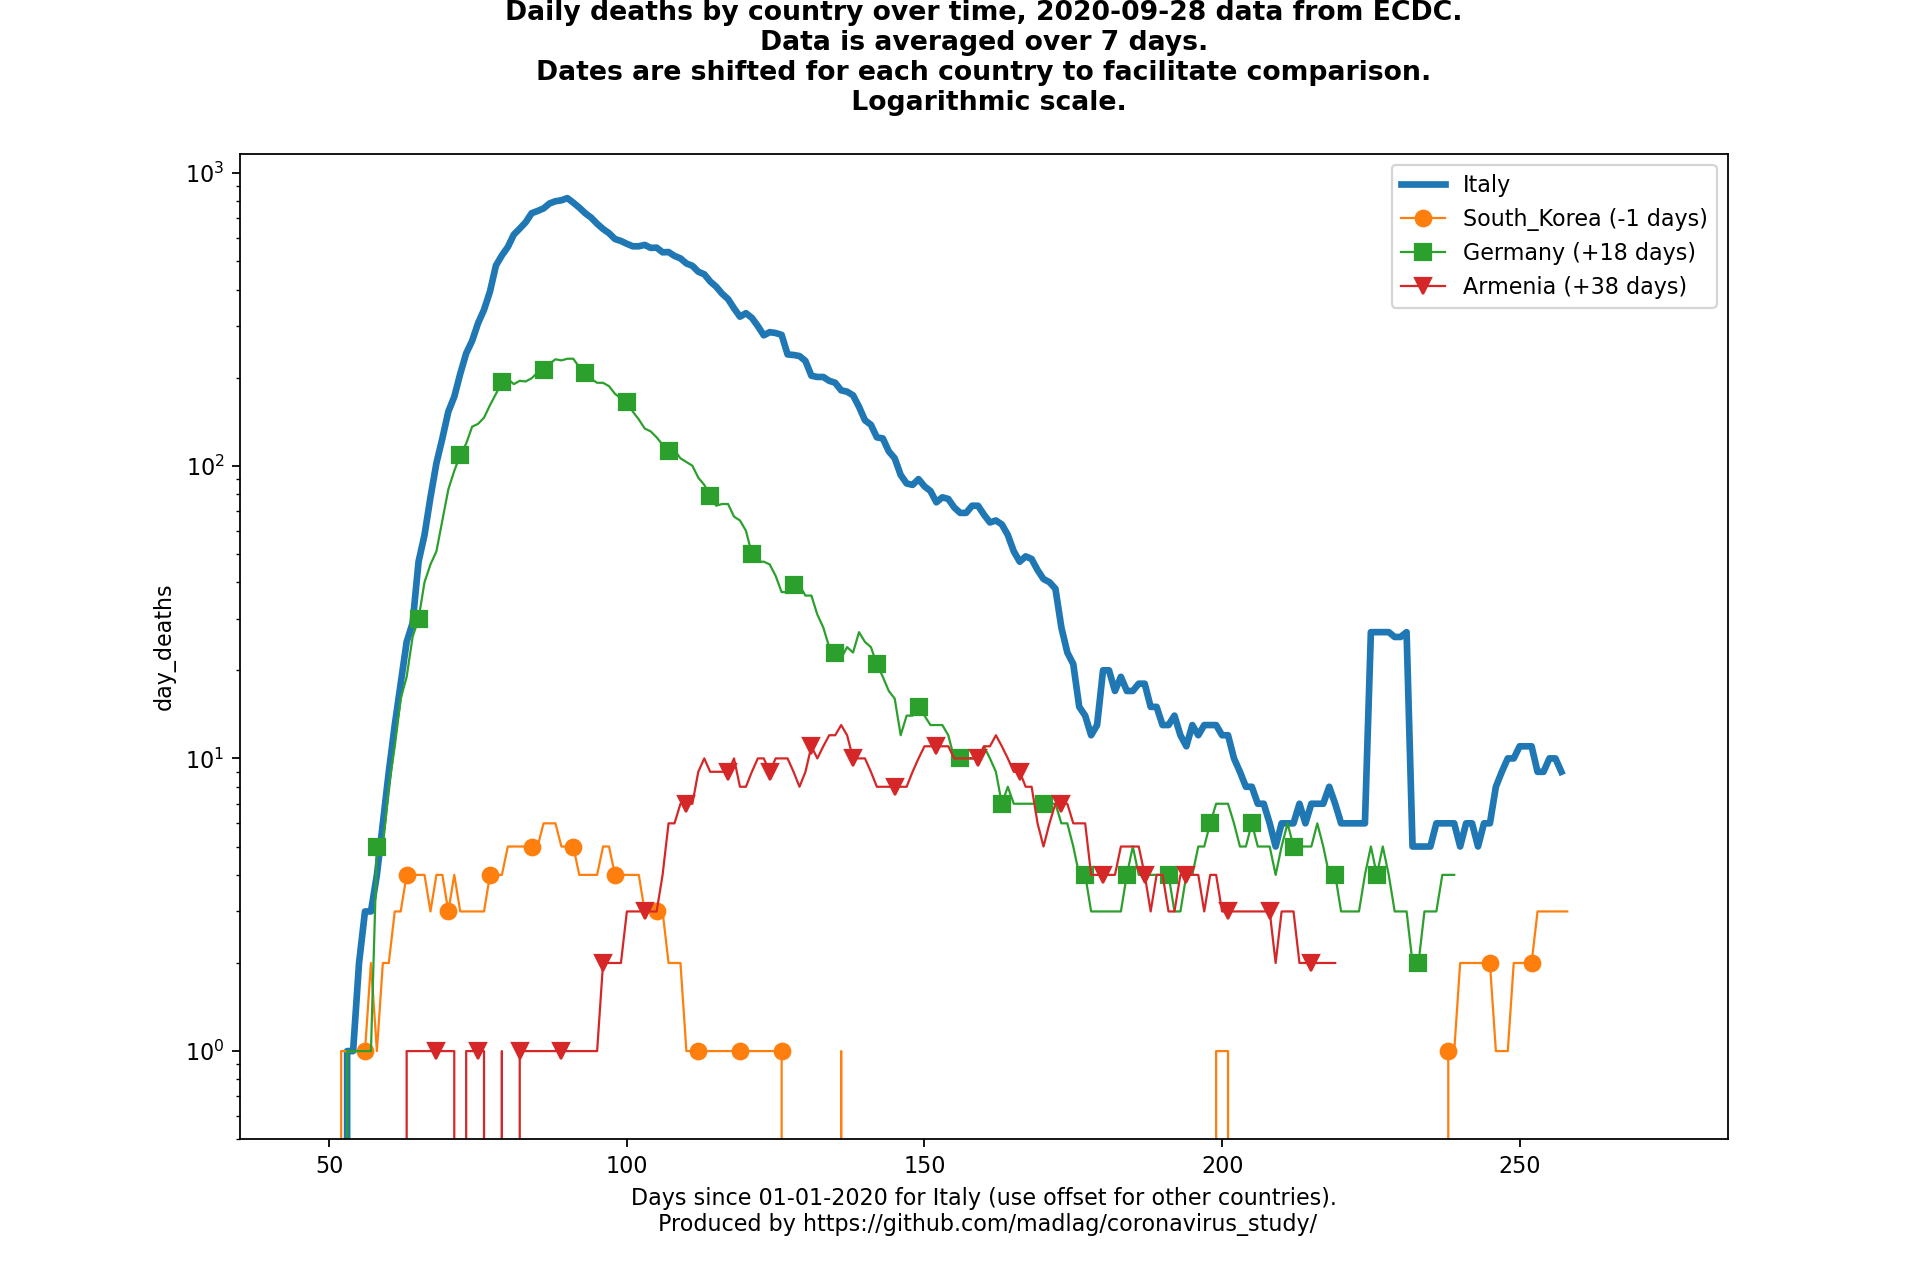 Daily deaths by country over time, 2020-09-28 data from ECDC.
Data is averaged over 7 days.
Dates are shifted for each country to facilitate comparison.
Logarithmic scale.
10³
10²
10¹
10⁰
day_deaths
Italy
South_Korea (-1 days)
Germany (+18 days)
Armenia (+38 days)
50 100 150 200 250
Days since 01-01-2020 for Italy (use offset for other countries).
Produced by https://github.com/madlag/coronavirus_study/